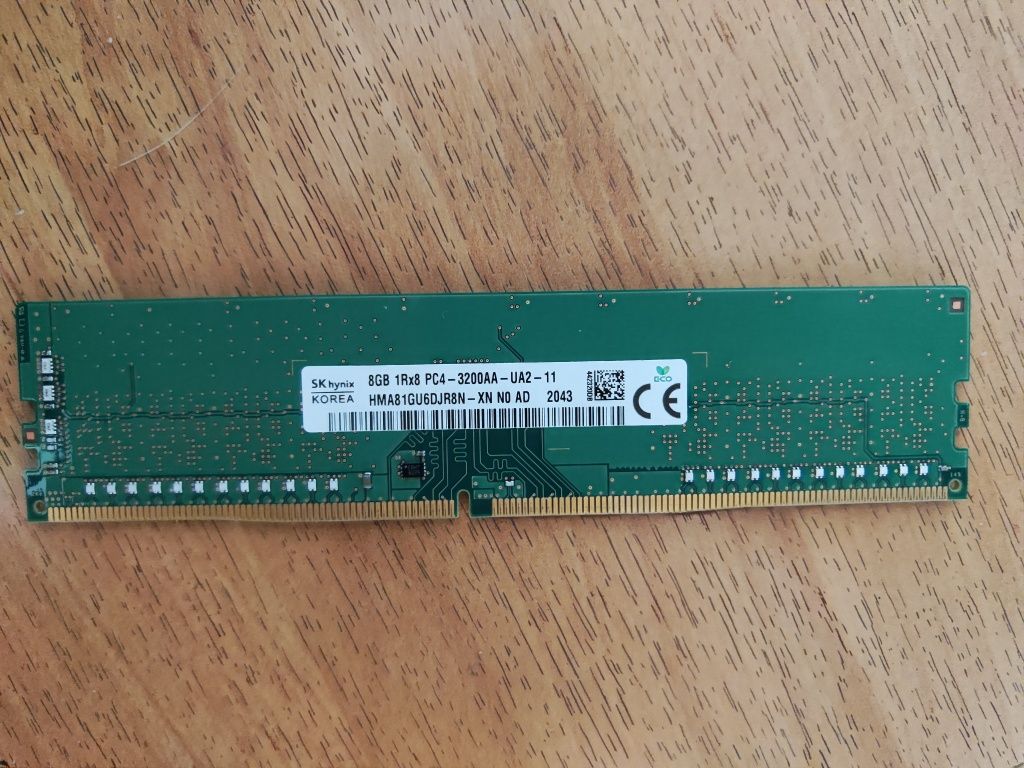 SK hynix 8GB 1Rx8 PC4-3200AA-UA2-11
KOREA HMA81GU6DJR8N-XN N0 AD 2043
ECO
CE